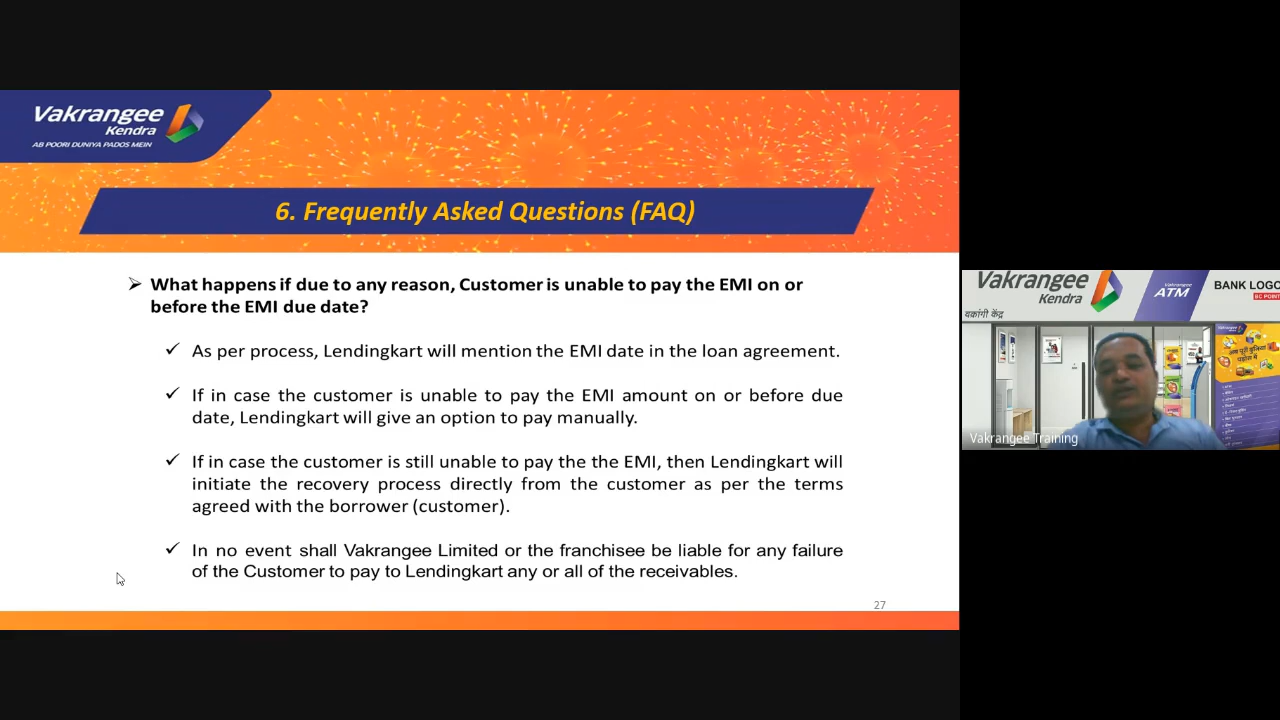 Vakrangee
Kendra
AB POORI DUNIYA PADOS MEIN
6. Frequently Asked Questions (FAQ)
➢ What happens if due to any reason, Customer is unable to pay the EMI on or
before the EMI due date?
✓ As per process, Lendingkart will mention the EMI date in the loan agreement.
✓ If in case the customer is unable to pay the EMI amount on or before due
date, Lendingkart will give an option to pay manually.
✓ If in case the customer is still unable to pay the the EMI, then Lendingkart will
initiate the recovery process directly from the customer as per the terms
agreed with the borrower (customer).
✓ In no event shall Vakrangee Limited or the franchisee be liable for any failure
of the Customer to pay to Lendingkart any or all of the receivables.
27
Vakrangee
Kendra
Vakrangee
ATM
BANK LOGO
BC POINT
वक्रांगी केंद्र
अब पूरी दुनिया
पड़ोस में
Vakrangee Training